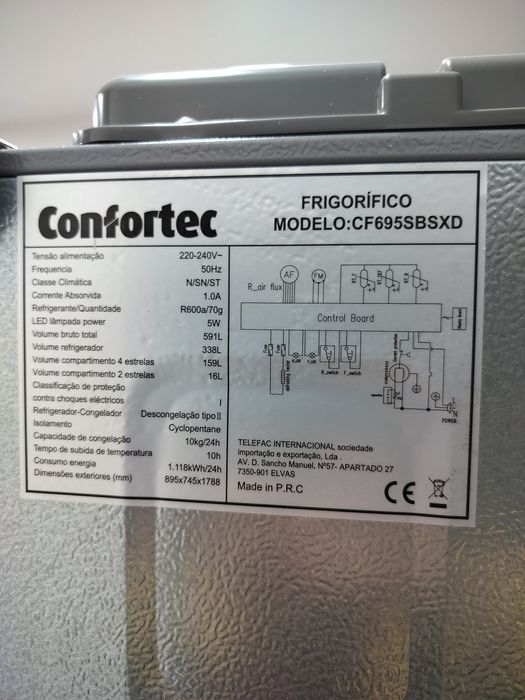 Confortec
FRIGORÍFICO
MODELO:CF695SBSXD
Tensão alimentação 220-240V~
Frequencia 50Hz
Classe Climática N/SN/ST
Corrente Absorvida 1.0A
Refrigerante/Quantidade R600a/70g
LED lâmpada power 5W
Volume bruto total 591L
Volume refrigerador 338L
Volume compartimento 4 estrelas 159L
Volume compartimento 2 estrelas 16L
Classificação de proteção
contra choques eléctricos I
Refrigerador-Congelador Descongelação tipo II
Isolamento Cyclopentane
Capacidade de congelação 10kg/24h
Tempo de subida de temperatura 10h
Consumo energia 1.118kWh/24h
Dimensões exteriores (mm) 895x745x1788
AF
FM
R_air flux
Control Board
R_switch
F_switch
POWER
TELEFAC INTERNACIONAL sociedade
importação e exportação, Lda .
AV. D. Sancho Manuel, Nº57- APARTADO 27
7350-901 ELVAS
Made in P.R.C
CE